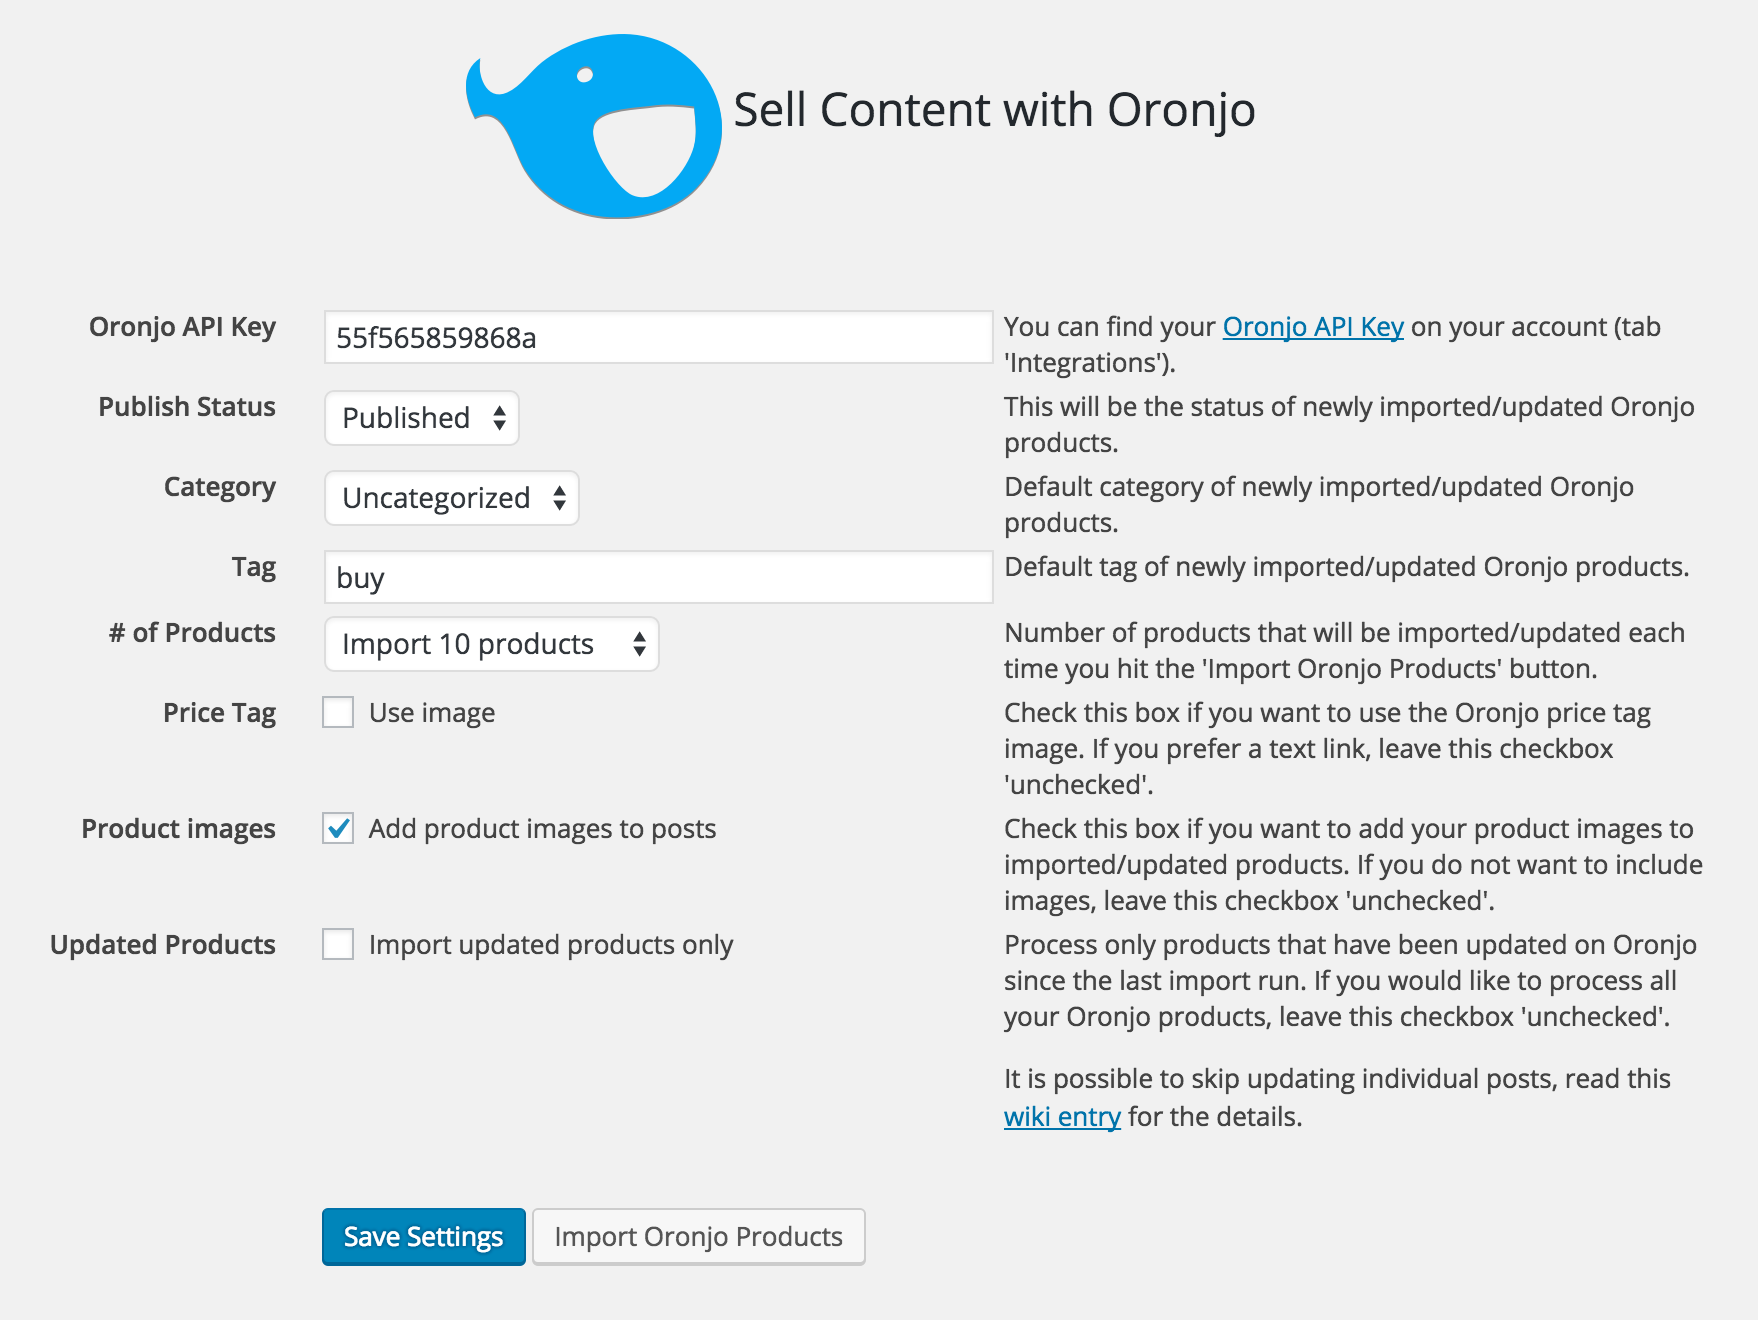 Sell Content with Oronjo
Oronjo API Key
55f565859868a
You can find your Oronjo API Key on your account (tab
'Integrations').
Publish Status
Published
This will be the status of newly imported/updated Oronjo
products.
Category
Uncategorized
Default category of newly imported/updated Oronjo
products.
Tag
buy
Default tag of newly imported/updated Oronjo products.
# of Products
Import 10 products
Number of products that will be imported/updated each
time you hit the 'Import Oronjo Products' button.
Price Tag
Use image
Check this box if you want to use the Oronjo price tag
image. If you prefer a text link, leave this checkbox
'unchecked'.
Product images
Add product images to posts
Check this box if you want to add your product images to
imported/updated products. If you do not want to include
images, leave this checkbox 'unchecked'.
Updated Products
Import updated products only
Process only products that have been updated on Oronjo
since the last import run. If you would like to process all
your Oronjo products, leave this checkbox 'unchecked'.
It is possible to skip updating individual posts, read this
wiki entry for the details.
Save Settings
Import Oronjo Products